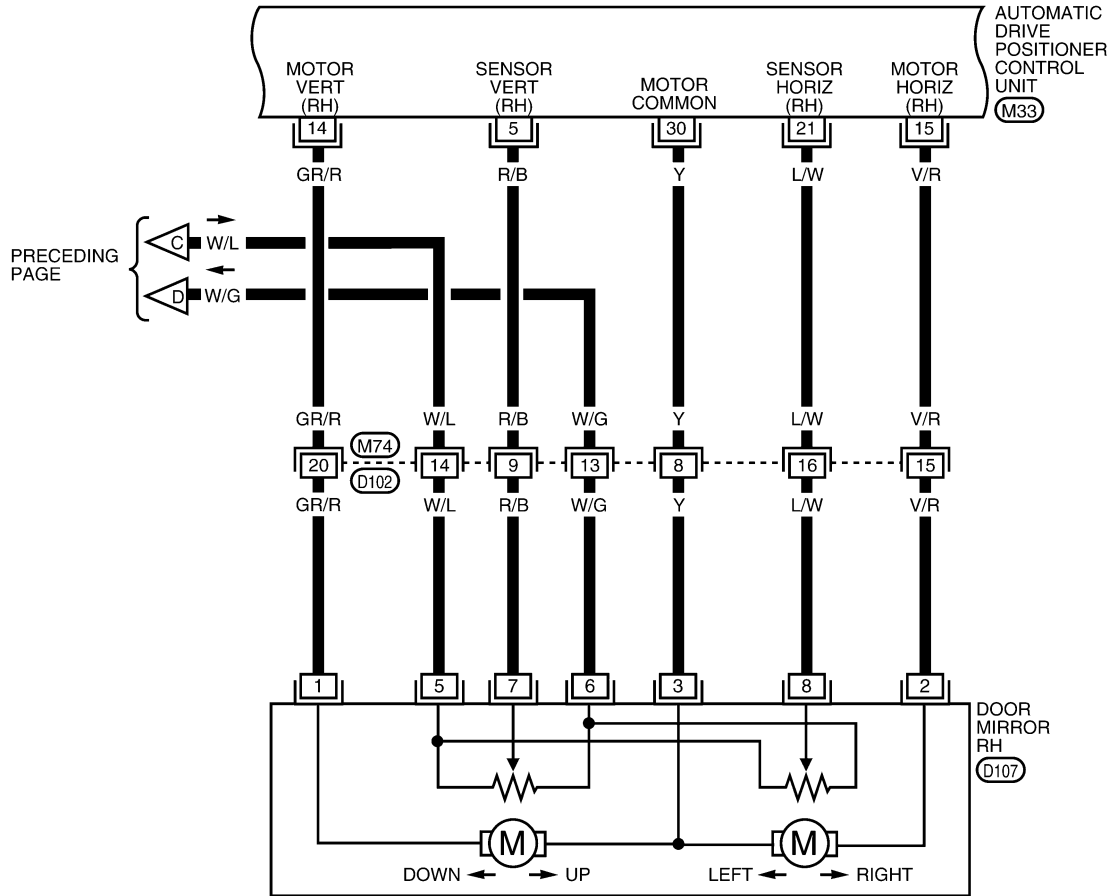 AUTOMATIC
DRIVE
POSITIONER
CONTROL
UNIT
M33
MOTOR
VERT
(RH)
SENSOR
VERT
(RH)
MOTOR
COMMON
SENSOR
HORIZ
(RH)
MOTOR
HORIZ
(RH)
14 5 30 21 15
GR/R R/B Y L/W V/R
PRECEDING
PAGE
C W/L
D W/G
GR/R W/L R/B W/G Y L/W V/R
M74
20 14 9 13 8 16 15
D102
GR/R W/L R/B W/G Y L/W V/R
1 5 7 6 3 8 2
DOOR
MIRROR
RH
D107
M M
DOWN UP LEFT RIGHT